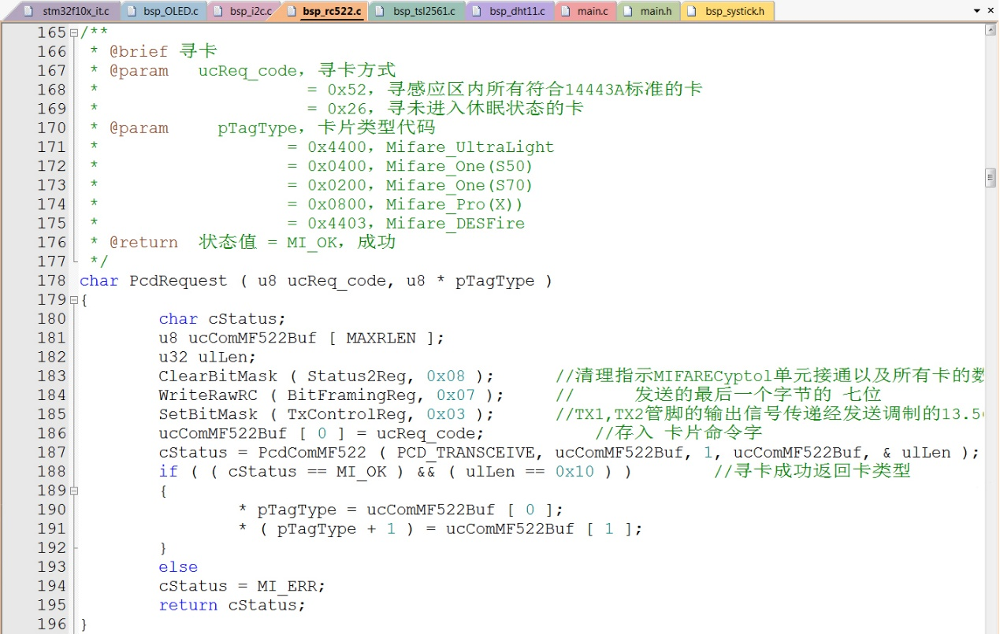 stm32f10x_it.c bsp_OLED.c bsp_i2c.c bsp_rc522.c bsp_tsl2561.c bsp_dht11.c main.c main.h bsp_systick.h
165 /**
166 * @brief 寻卡
167 * @param ucReq_code，寻卡方式
168 * = 0x52，寻感应区内所有符合14443A标准的卡
169 * = 0x26，寻未进入休眠状态的卡
170 * @param pTagType，卡片类型代码
171 * = 0x4400，Mifare_UltraLight
172 * = 0x0400，Mifare_One(S50)
173 * = 0x0200，Mifare_One(S70)
174 * = 0x0800，Mifare_Pro(X))
175 * = 0x4403，Mifare_DESFire
176 * @return 状态值 = MI_OK，成功
177 */
178 char PcdRequest ( u8 ucReq_code, u8 * pTagType )
179 {
180 char cStatus;
181 u8 ucComMF522Buf [ MAXRLEN ];
182 u32 ulLen;
183 ClearBitMask ( Status2Reg, 0x08 ); //清理指示MIFARECyptol单元接通以及所有卡的数
184 WriteRawRC ( BitFramingReg, 0x07 ); // 发送的最后一个字节的 七位
185 SetBitMask ( TxControlReg, 0x03 ); //TX1,TX2管脚的输出信号传递经发送调制的13.5
186 ucComMF522Buf [ 0 ] = ucReq_code; //存入 卡片命令字
187 cStatus = PcdComMF522 ( PCD_TRANSCEIVE, ucComMF522Buf, 1, ucComMF522Buf, & ulLen );
188 if ( ( cStatus == MI_OK ) && ( ulLen == 0x10 ) ) //寻卡成功返回卡类型
189 {
190 * pTagType = ucComMF522Buf [ 0 ];
191 * ( pTagType + 1 ) = ucComMF522Buf [ 1 ];
192 }
193 else
194 cStatus = MI_ERR;
195 return cStatus;
196 }